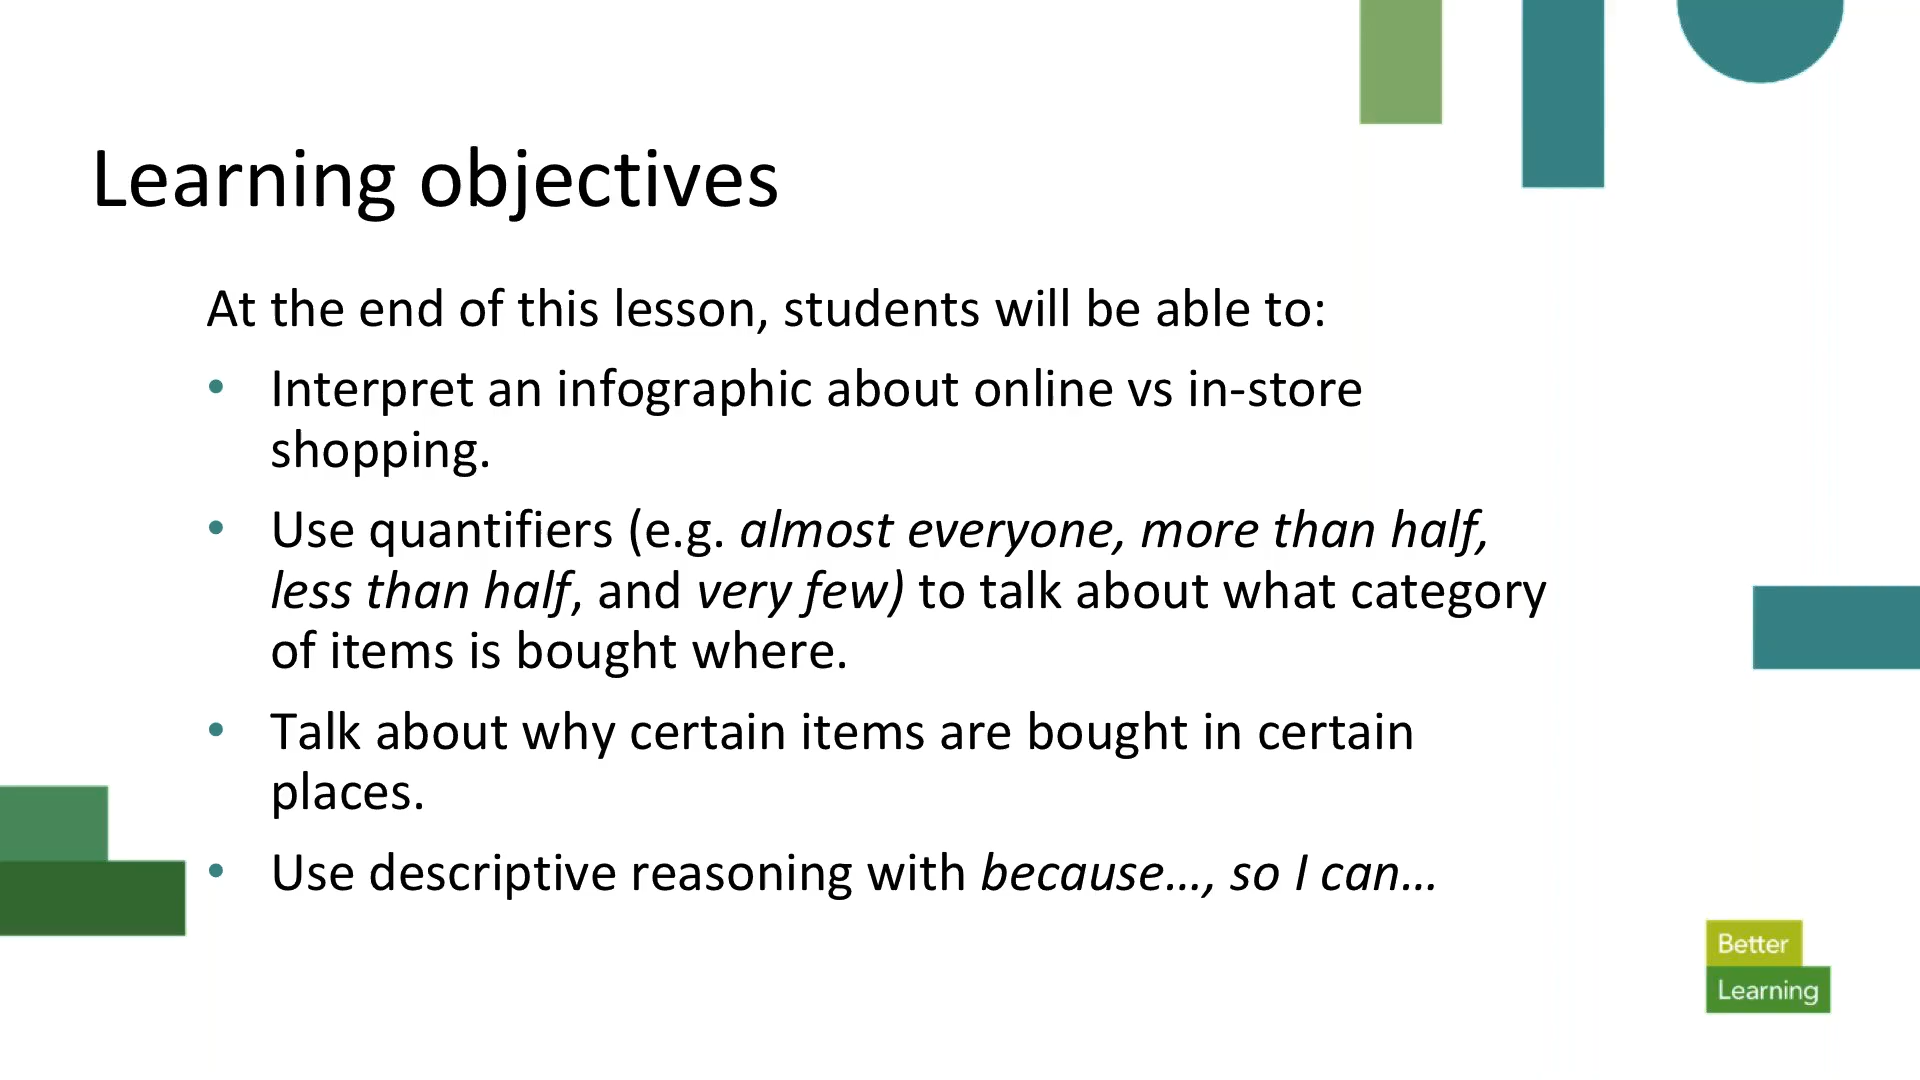 Learning objectives
At the end of this lesson, students will be able to:
• Interpret an infographic about online vs in-store
shopping.
• Use quantifiers (e.g. almost everyone, more than half,
less than half, and very few) to talk about what category
of items is bought where.
• Talk about why certain items are bought in certain
places.
• Use descriptive reasoning with because…, so I can…
Better
Learning